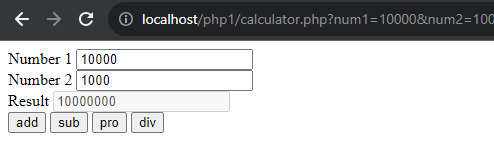 localhost/php1/calculator.php?num1=10000&num2=100
Number 1 10000
Number 2 1000
Result 10000000
add sub pro div